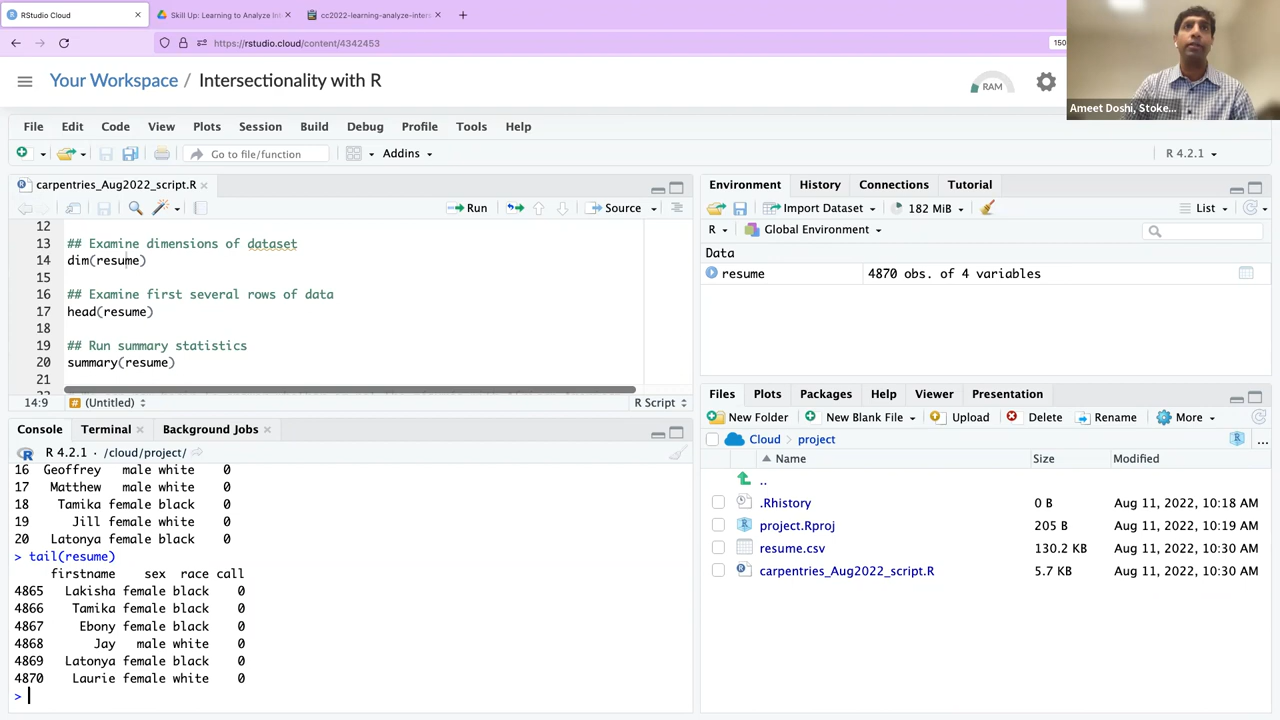 RStudio Cloud
Skill Up: Learning to Analyze Int
cc2022-learning-analyze-inters
https://rstudio.cloud/content/4342453
150
Your Workspace / Intersectionality with R
RAM
Ameet Doshi, Stoke...
File Edit Code View Plots Session Build Debug Profile Tools Help
Go to file/function
Addins
R 4.2.1
carpentries_Aug2022_script.R
Run
Source
12
13 ## Examine dimensions of dataset
14 dim(resume)
15
16 ## Examine first several rows of data
17 head(resume)
18
19 ## Run summary statistics
20 summary(resume)
21
14:9 (Untitled) R Script
Console Terminal Background Jobs
R 4.2.1 · /cloud/project/
16 Geoffrey male white 0
17 Matthew male white 0
18 Tamika female black 0
19 Jill female white 0
20 Latonya female black 0
> tail(resume)
firstname sex race call
4865 Lakisha female black 0
4866 Tamika female black 0
4867 Ebony female black 0
4868 Jay male white 0
4869 Latonya female black 0
4870 Laurie female white 0
>
Environment History Connections Tutorial
Import Dataset 182 MiB List
R Global Environment
Data
resume 4870 obs. of 4 variables
Files Plots Packages Help Viewer Presentation
New Folder New Blank File Upload Delete Rename More
Cloud project
...
Name Size Modified
..
.Rhistory 0 B Aug 11, 2022, 10:18 AM
project.Rproj 205 B Aug 11, 2022, 10:19 AM
resume.csv 130.2 KB Aug 11, 2022, 10:30 AM
carpentries_Aug2022_script.R 5.7 KB Aug 11, 2022, 10:30 AM